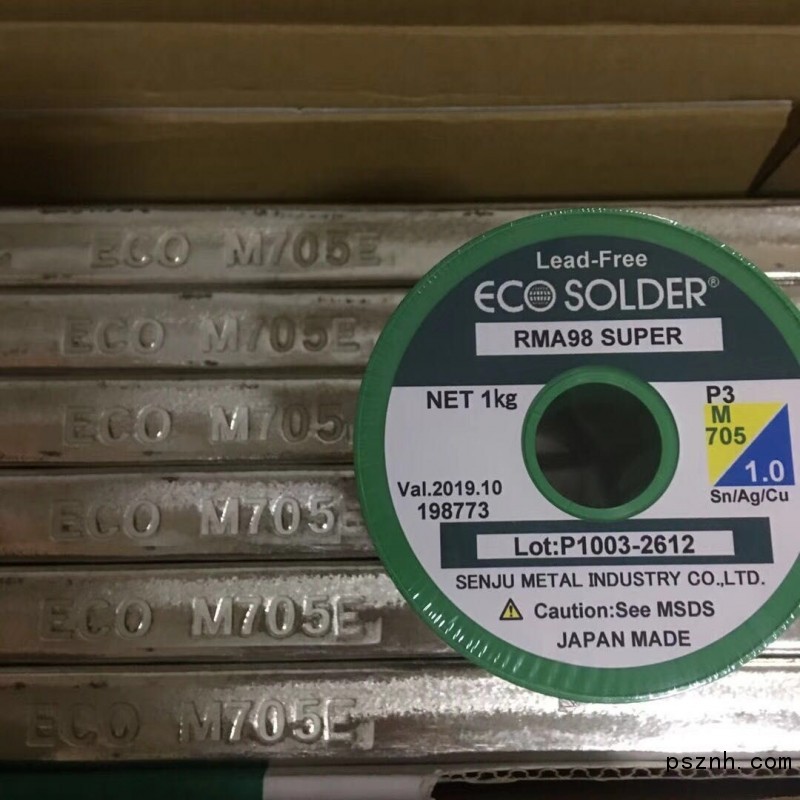 ECO M705E
ECO M705E
ECO M705E
ECO M705E
ECO M705E
ECO M705E
Lead-Free
ECO SOLDER®
RMA98 SUPER
NET 1kg
P3
M
705
1.0
Sn/Ag/Cu
Val.2019.10
198773
Lot:P1003-2612
SENJU METAL INDUSTRY CO.,LTD.
Caution:See MSDS
JAPAN MADE
psznh.com